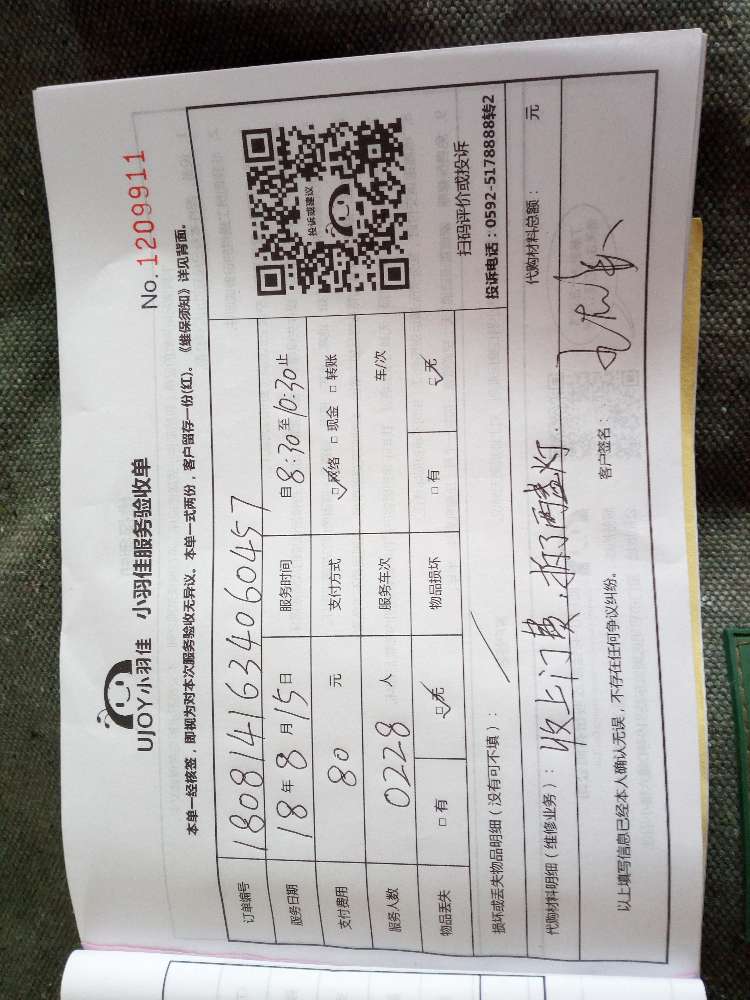 UJOY小羽佳 小羽佳服务验收单
No.1209911
本单一经核签，即视为对本次服务验收无异议。本单一式两份，客户留存一份(红)。《维保须知》详见背面。
订单编号 1808141634060457
服务日期 18年8月15日 服务时间 自8:30至10:30止
支付费用 80 元 支付方式 ☑网络 □现金 □转账
服务人数 0228 人 服务车次 车/次
物品丢失 □有 ☑无 物品损坏 □有 ☑无
投诉或建议
扫码评价或投诉
投诉电话：0592-5178888转2
损坏或丢失物品明细（没有可不填）：
代购材料明细（维修业务）：收上门费，拆了两盏灯. 代购材料总额： 元
以上填写信息已经本人确认无误，不存在任何争议纠纷。 客户签名：